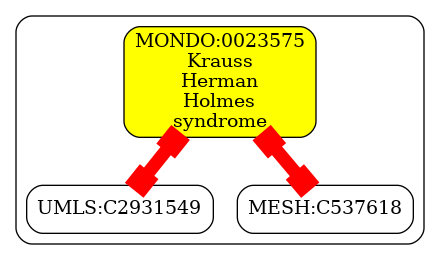 MONDO:0023575
Krauss
Herman
Holmes
syndrome
UMLS:C2931549
MESH:C537618